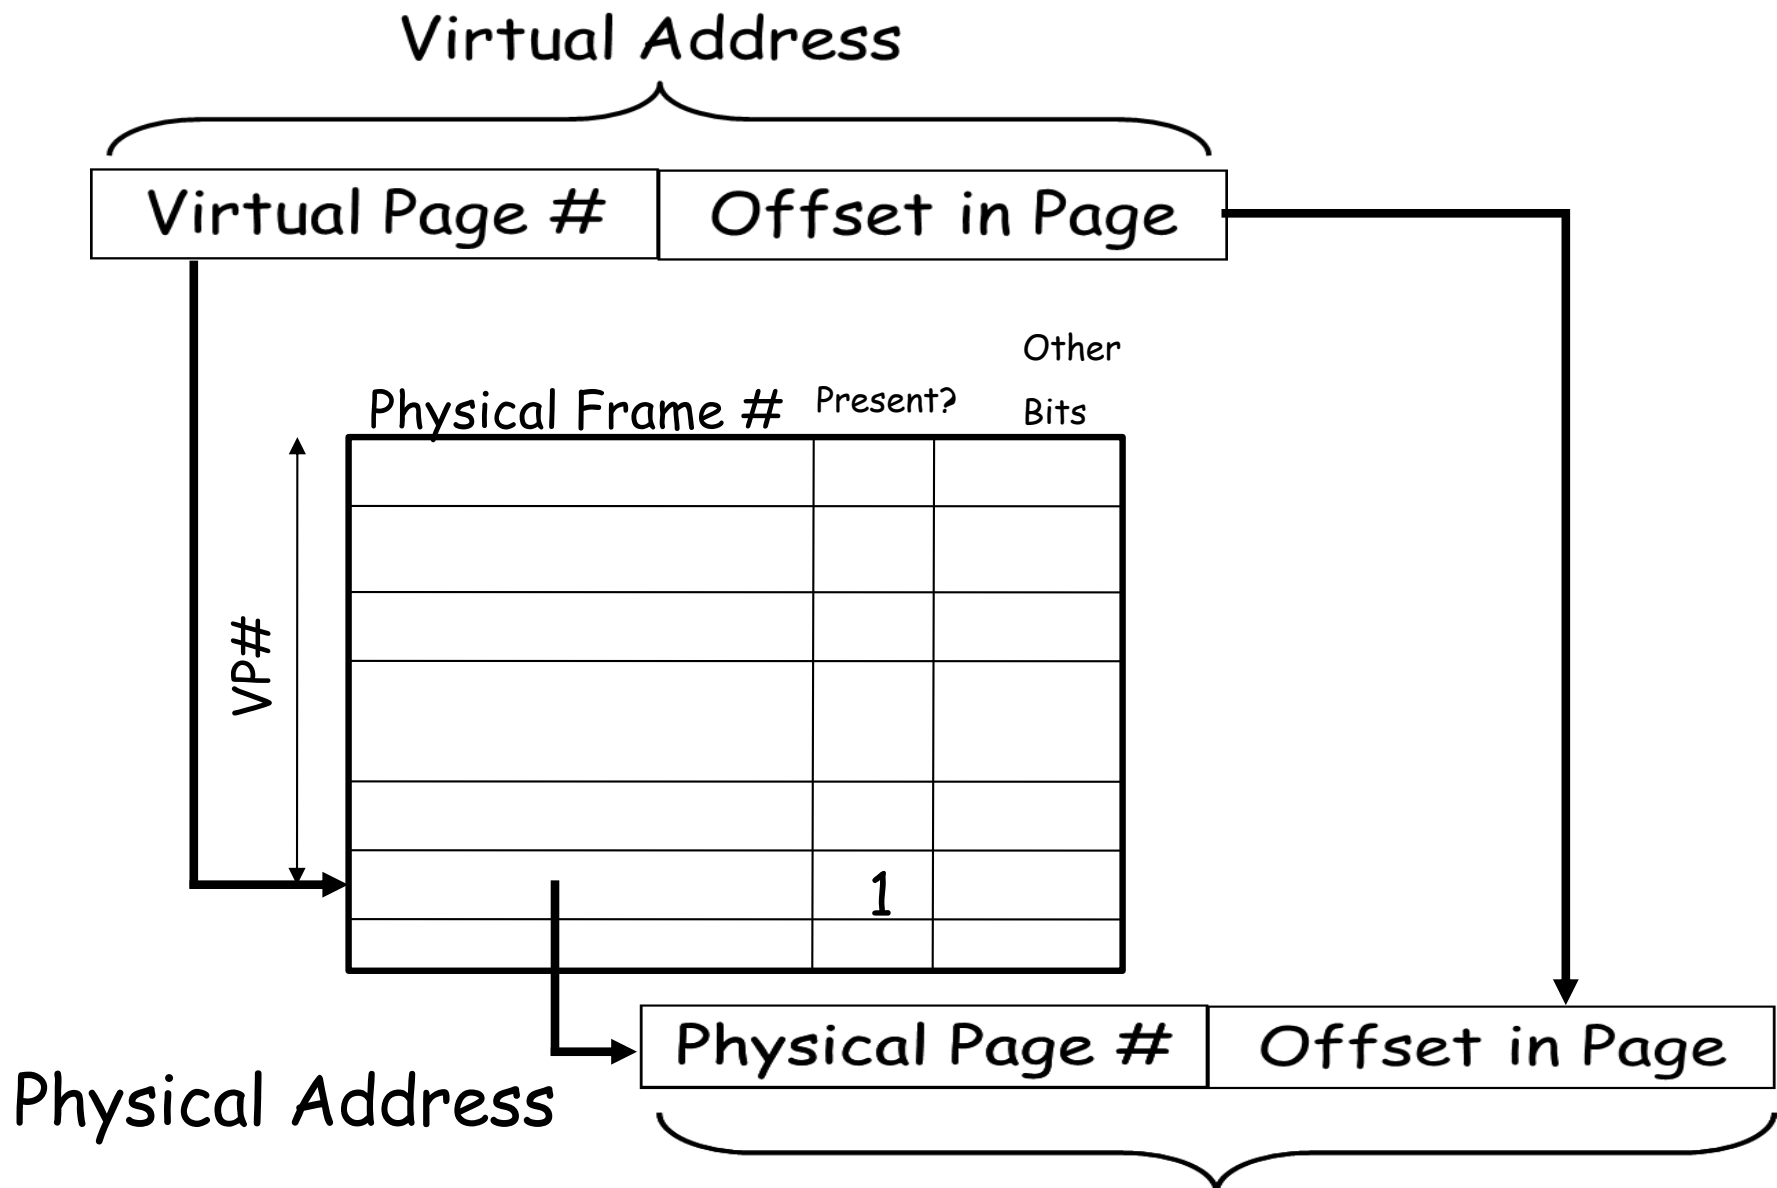 Virtual Address
Virtual Page # Offset in Page
Other
Physical Frame # Present? Bits
VP#
1
Physical Page # Offset in Page
Physical Address